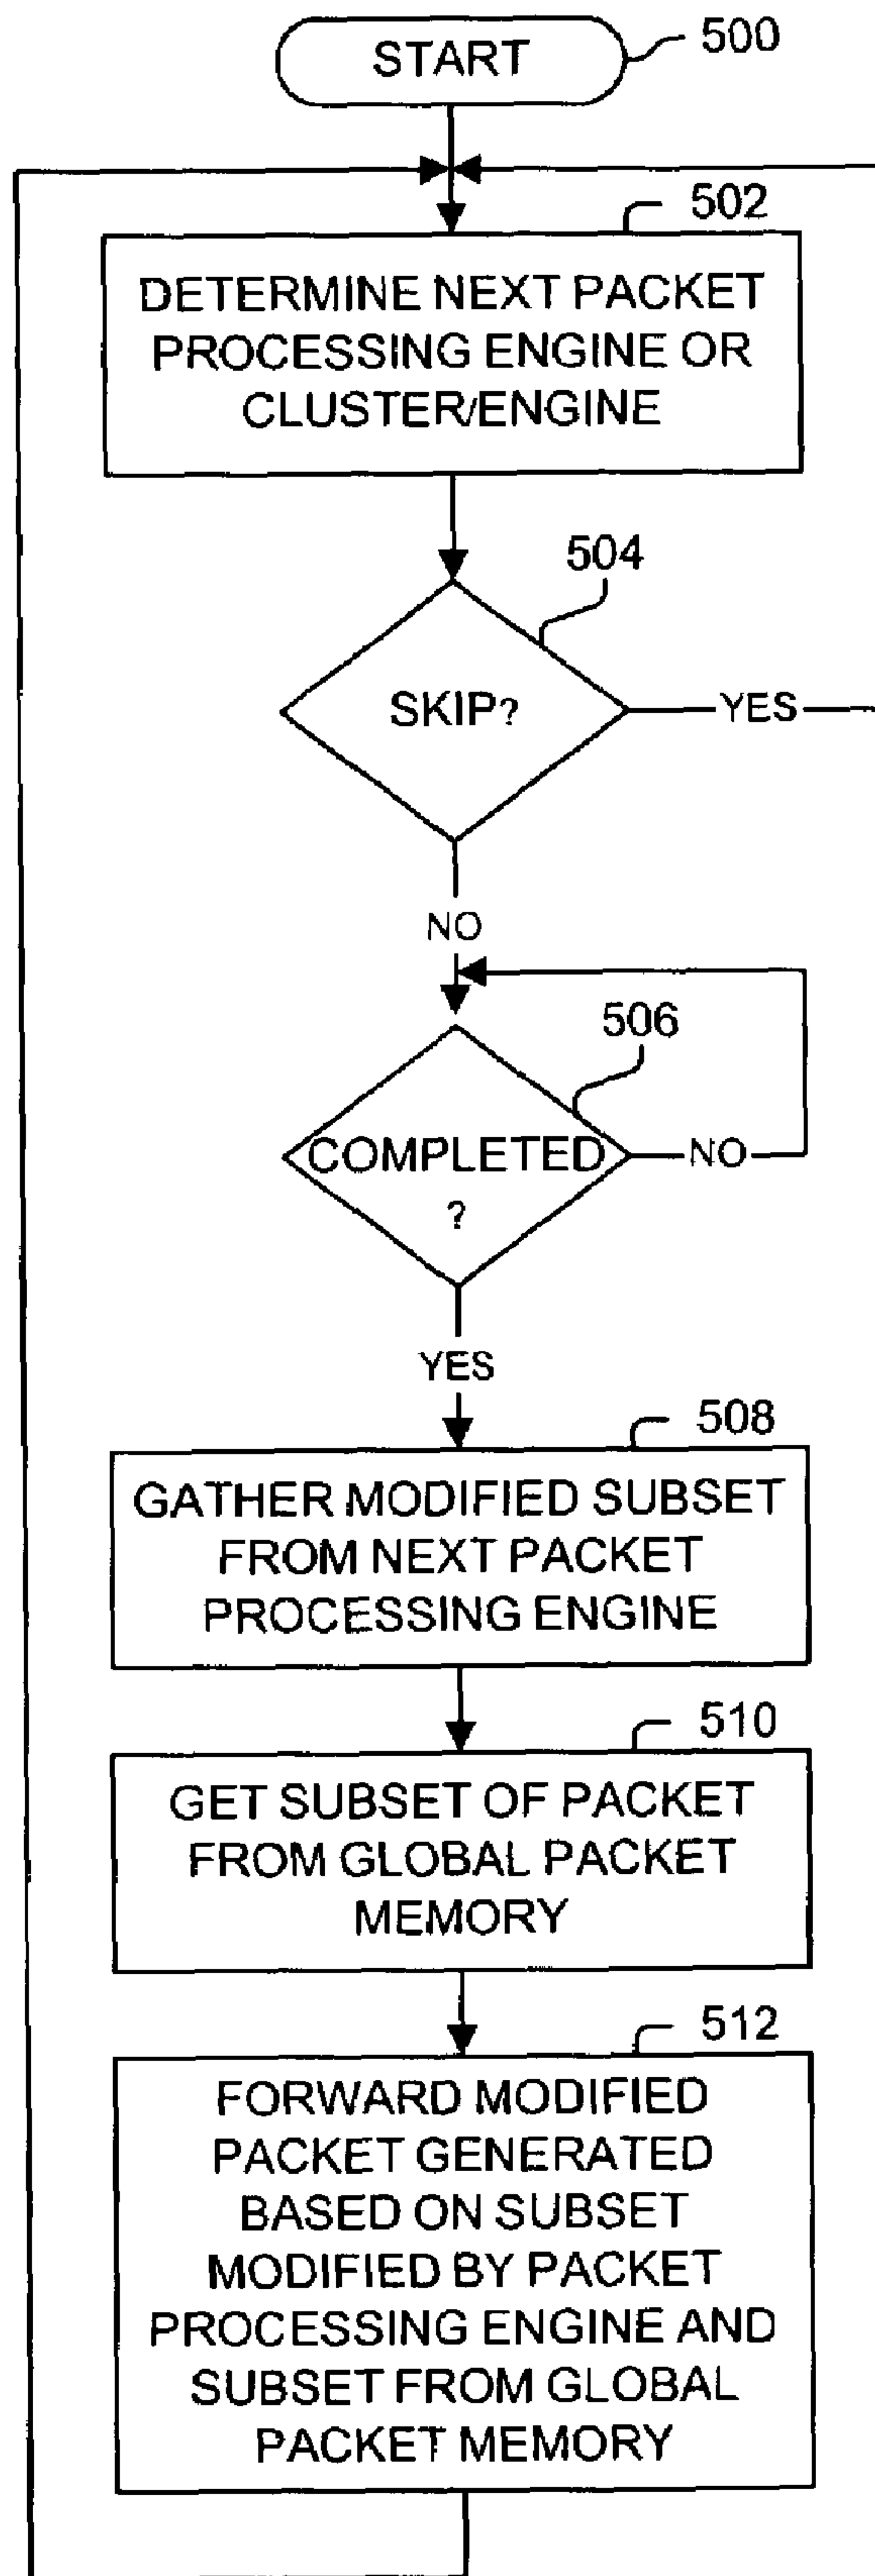 START
500
502
DETERMINE NEXT PACKET
PROCESSING ENGINE OR
CLUSTER/ENGINE
504
SKIP?
YES
NO
506
COMPLETED
?
NO
YES
508
GATHER MODIFIED SUBSET
FROM NEXT PACKET
PROCESSING ENGINE
510
GET SUBSET OF PACKET
FROM GLOBAL PACKET
MEMORY
512
FORWARD MODIFIED
PACKET GENERATED
BASED ON SUBSET
MODIFIED BY PACKET
PROCESSING ENGINE AND
SUBSET FROM GLOBAL
PACKET MEMORY